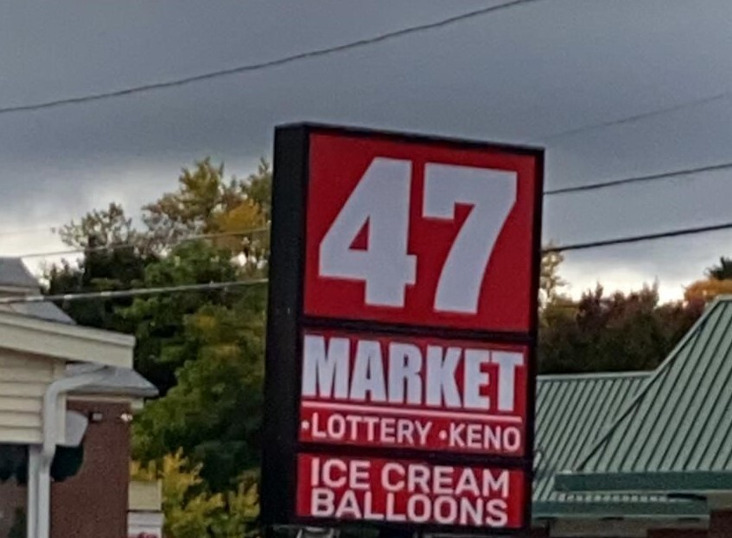 47
MARKET
•LOTTERY •KENO
ICE CREAM
BALLOONS